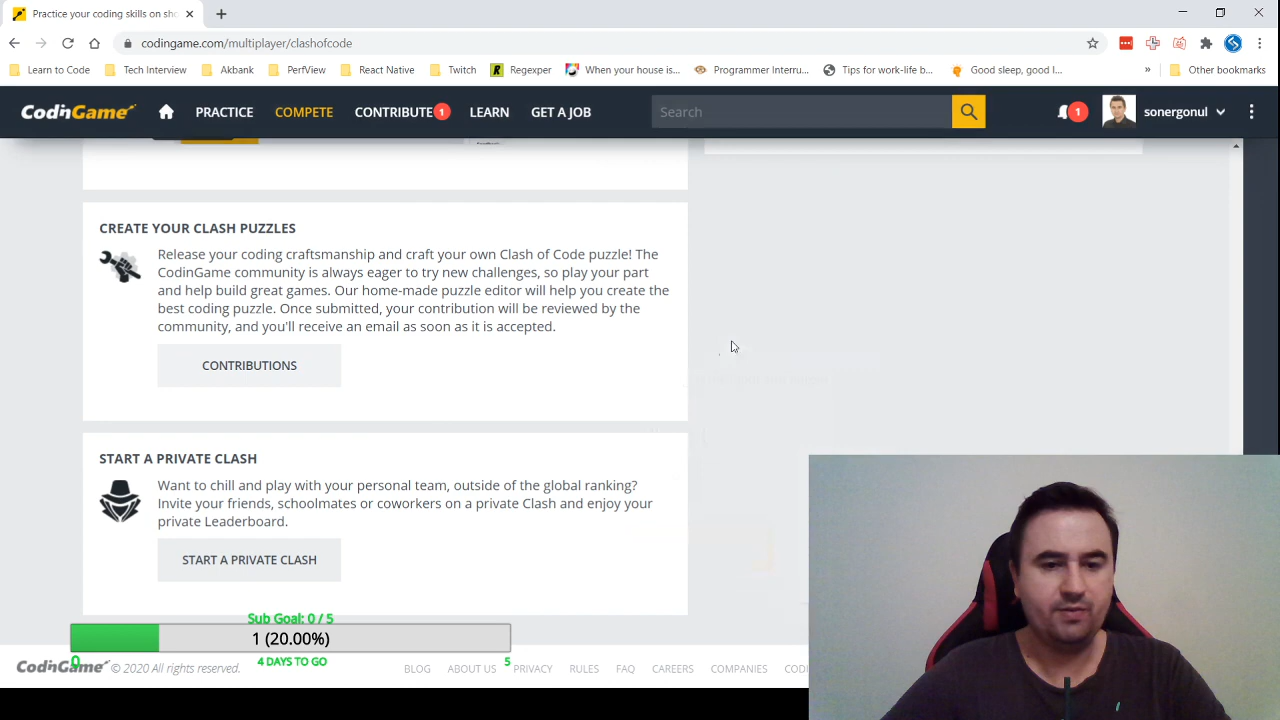 Practice your coding skills on sho
codingame.com/multiplayer/clashofcode
Learn to Code Tech Interview Akbank PerfView React Native Twitch Regexper When your house is... Programmer Interru... Tips for work-life b... Good sleep, good l... » Other bookmarks
CodinGame PRACTICE COMPETE CONTRIBUTE 1 LEARN GET A JOB Search 1 sonergonul
CREATE YOUR CLASH PUZZLES
Release your coding craftsmanship and craft your own Clash of Code puzzle! The
CodinGame community is always eager to try new challenges, so play your part
and help build great games. Our home-made puzzle editor will help you create the
best coding puzzle. Once submitted, your contribution will be reviewed by the
community, and you'll receive an email as soon as it is accepted.
CONTRIBUTIONS
START A PRIVATE CLASH
Want to chill and play with your personal team, outside of the global ranking?
Invite your friends, schoolmates or coworkers on a private Clash and enjoy your
private Leaderboard.
START A PRIVATE CLASH
Sub Goal: 0 / 5
1 (20.00%)
0 4 DAYS TO GO 5
CodinGame © 2020 All rights reserved. BLOG ABOUT US PRIVACY RULES FAQ CAREERS COMPANIES CODI